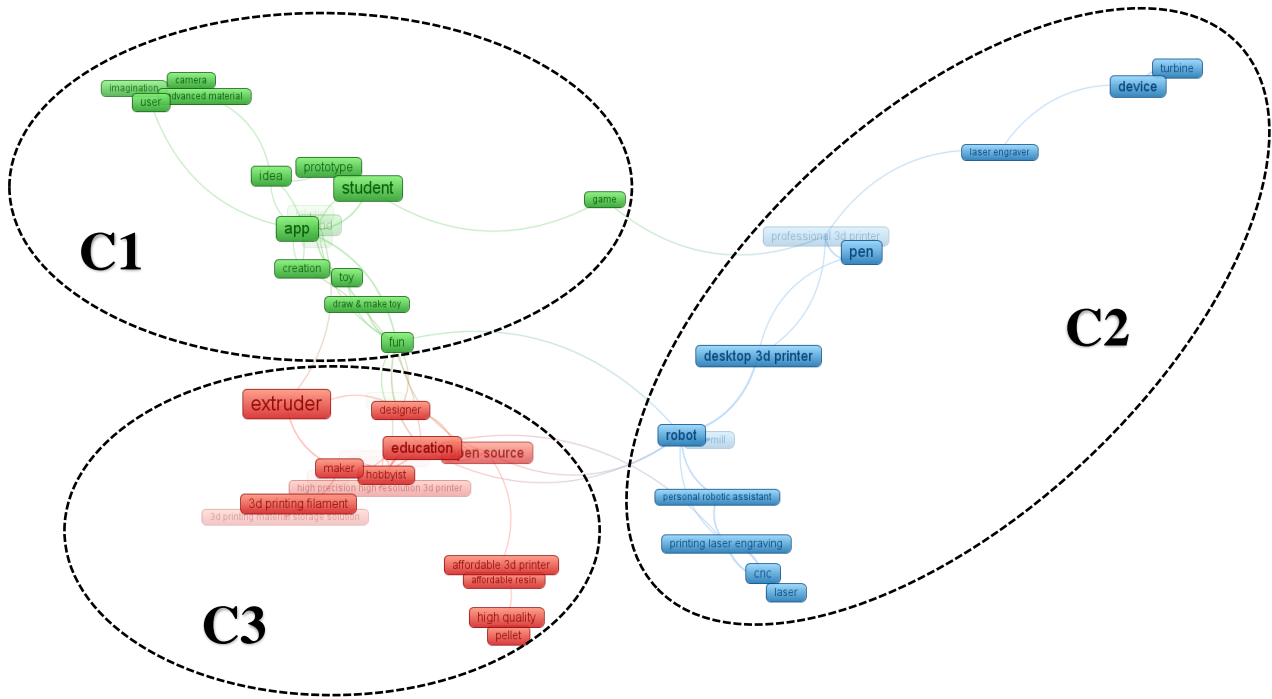 camera
imagination
advanced material
user
prototype
idea
student
app
creation
toy
draw & make toy
fun
game
C1
turbine
device
laser engraver
professional 3d printer
pen
desktop 3d printer
robot
personal robotic assistant
printing laser engraving
cnc
laser
C2
extruder
designer
education
open source
maker
hobbyist
high precision high resolution 3d printer
3d printing filament
3d printing material storage solution
affordable 3d printer
affordable resin
high quality
pellet
C3